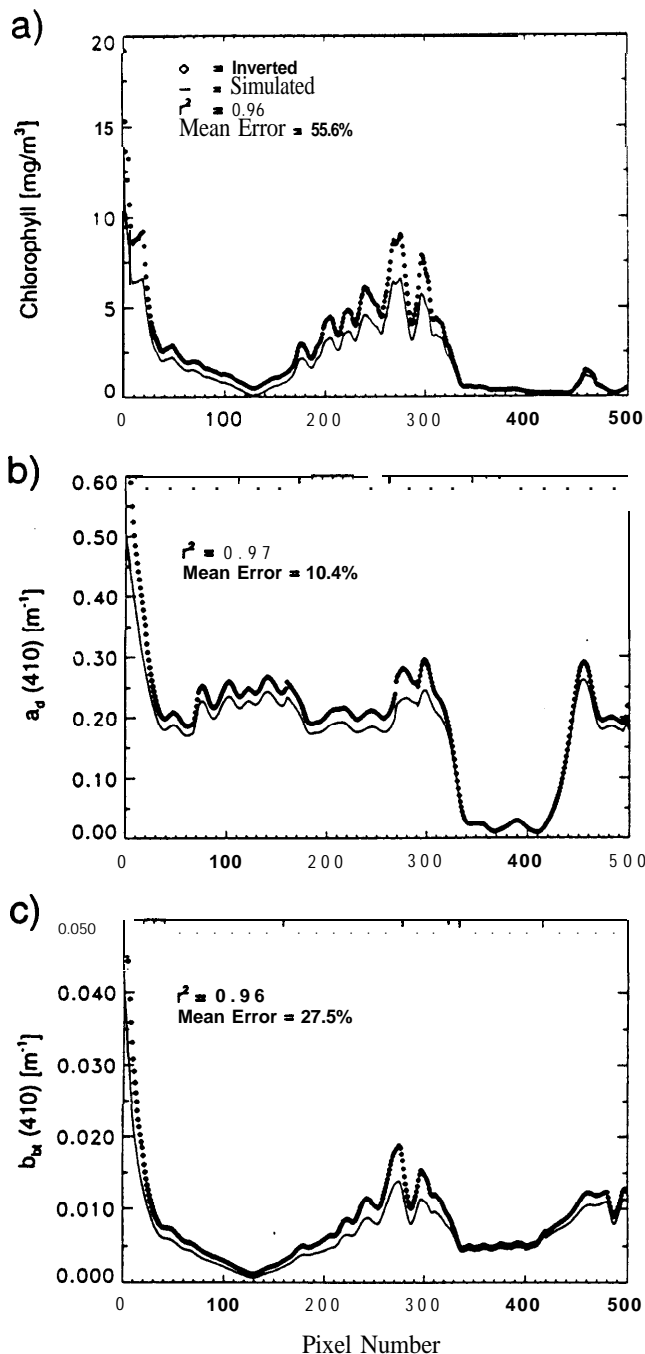 a)
20
15
10
5
0
Chlorophyll [mg/m³]
◇ = Inverted
– = Simulated
r² = 0.96
Mean Error = 55.6%
0 100 200 300 400 500
b)
0.60
0.50
0.40
0.30
0.20
0.10
0.00
a_d (410) [m⁻¹]
r² = 0.97
Mean Error = 10.4%
0 100 200 300 400 500
c)
0.050
0.040
0.030
0.020
0.010
0.000
b_bt (410) [m⁻¹]
r² = 0.96
Mean Error = 27.5%
0 100 200 300 400 500
Pixel Number